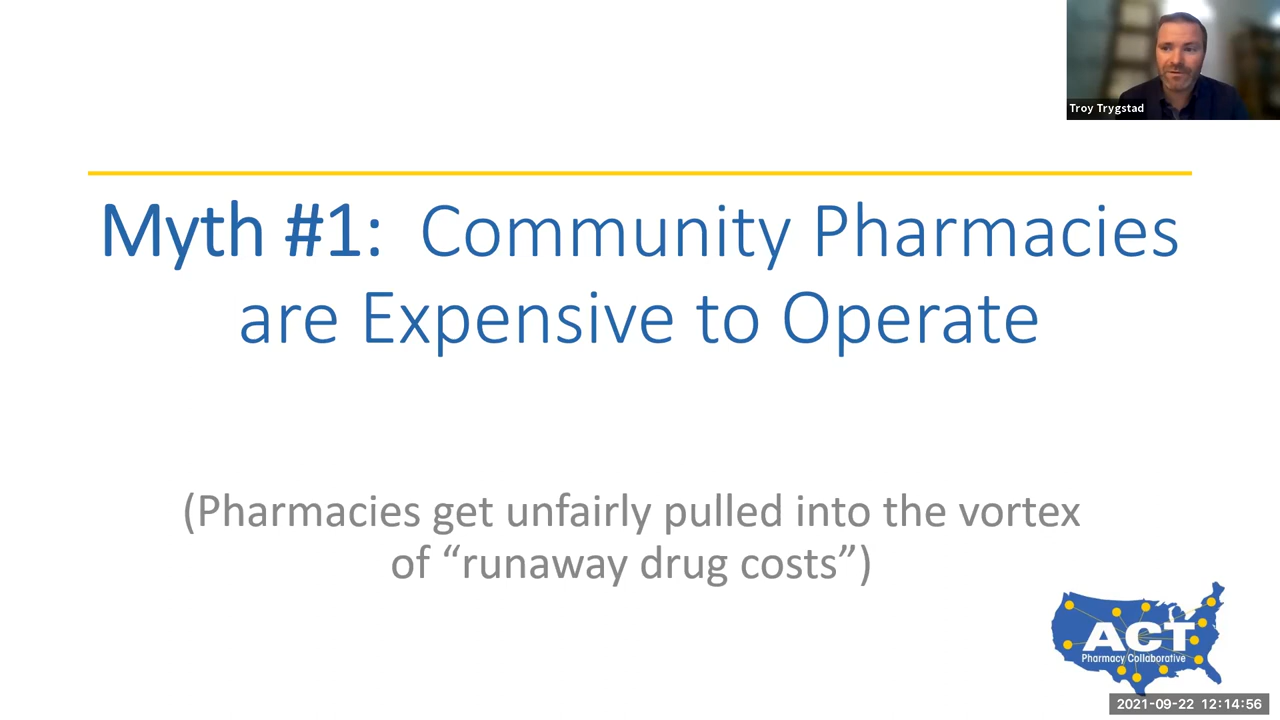 Troy Trygstad
Myth #1: Community Pharmacies
are Expensive to Operate
(Pharmacies get unfairly pulled into the vortex
of “runaway drug costs”)
ACT
Pharmacy Collaborative
2021-09-22 12:14:56